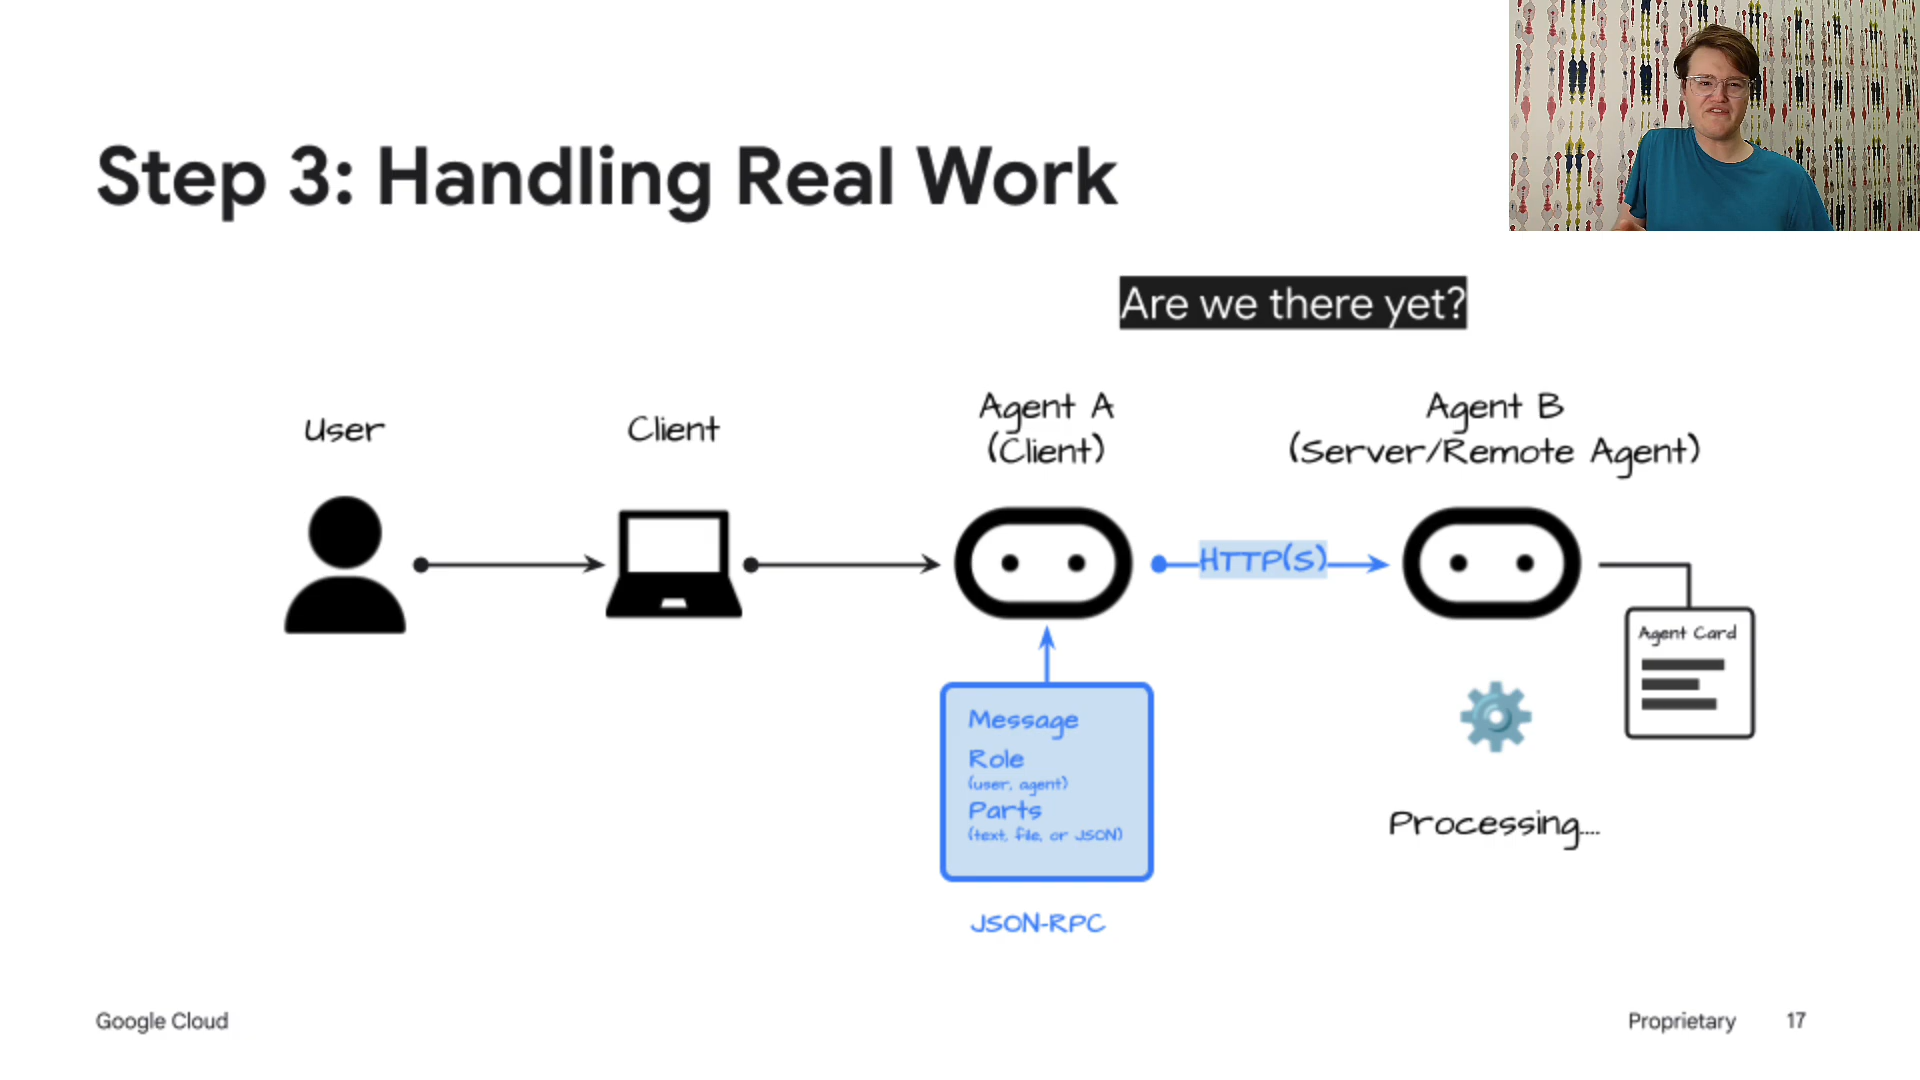 Step 3: Handling Real Work
Are we there yet?
User
Client
Agent A
(Client)
Agent B
(Server/Remote Agent)
HTTP(S)
Agent Card
Message
Role
(user, agent)
Parts
(text, file, or JSON)
JSON-RPC
Processing....
Google Cloud
Proprietary
17